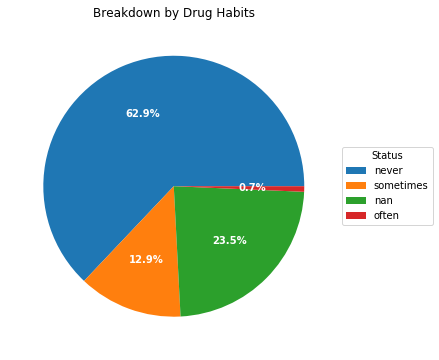 Breakdown by Drug Habits
62.9%
0.7%
12.9%
23.5%
Status
never
sometimes
nan
often